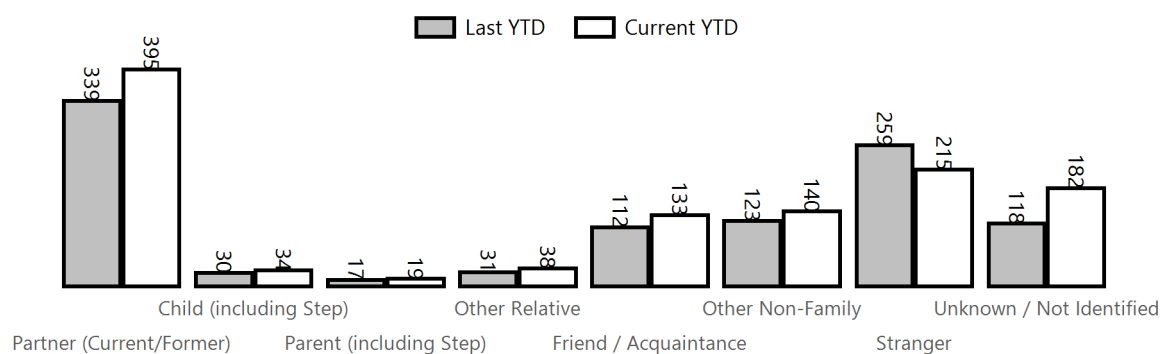 Last YTD Current YTD
339 395 30 34 17 19 31 38 112 133 123 140 259 215 118 182
Child (including Step) Other Relative Other Non-Family Unknown / Not Identified
Partner (Current/Former) Parent (including Step) Friend / Acquaintance Stranger